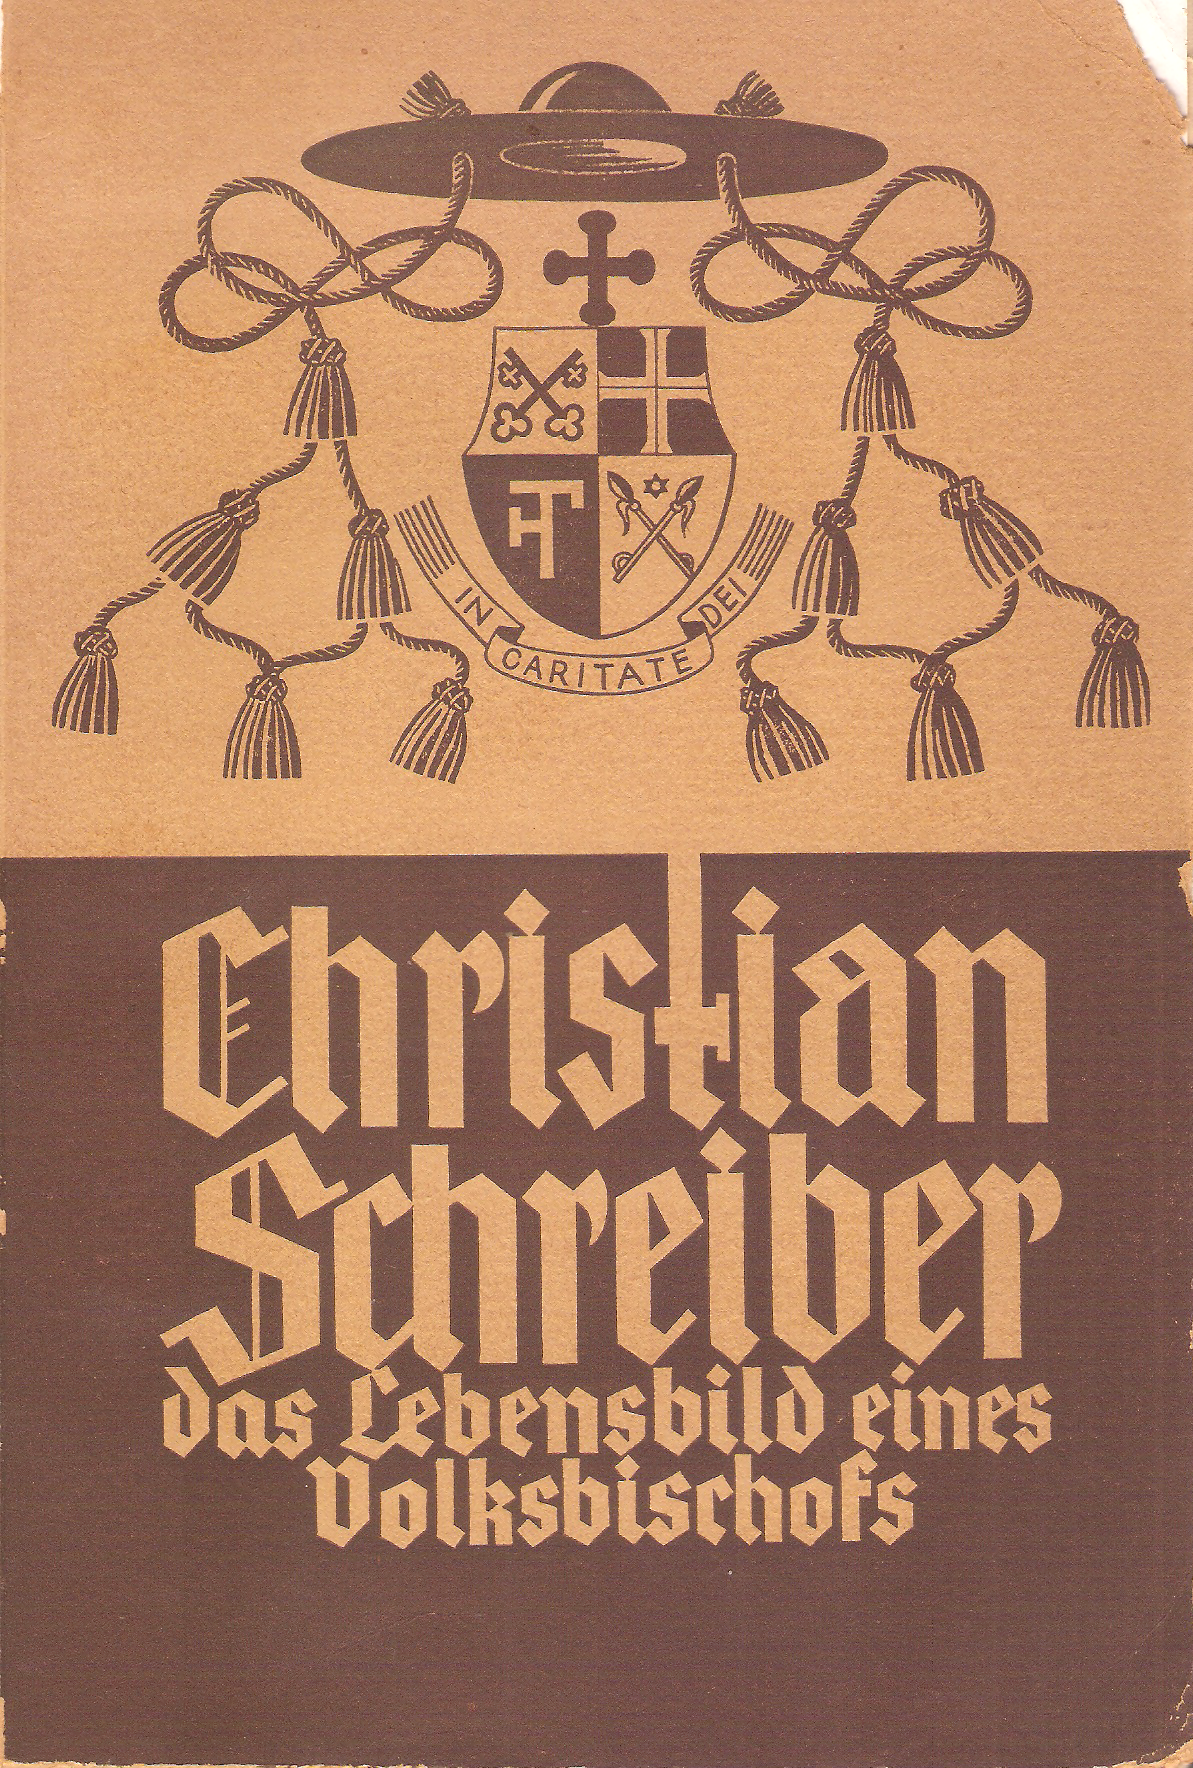 IN CARITATE DEI
Christian
Schreiber
das Lebensbild eines
Volksbischofs